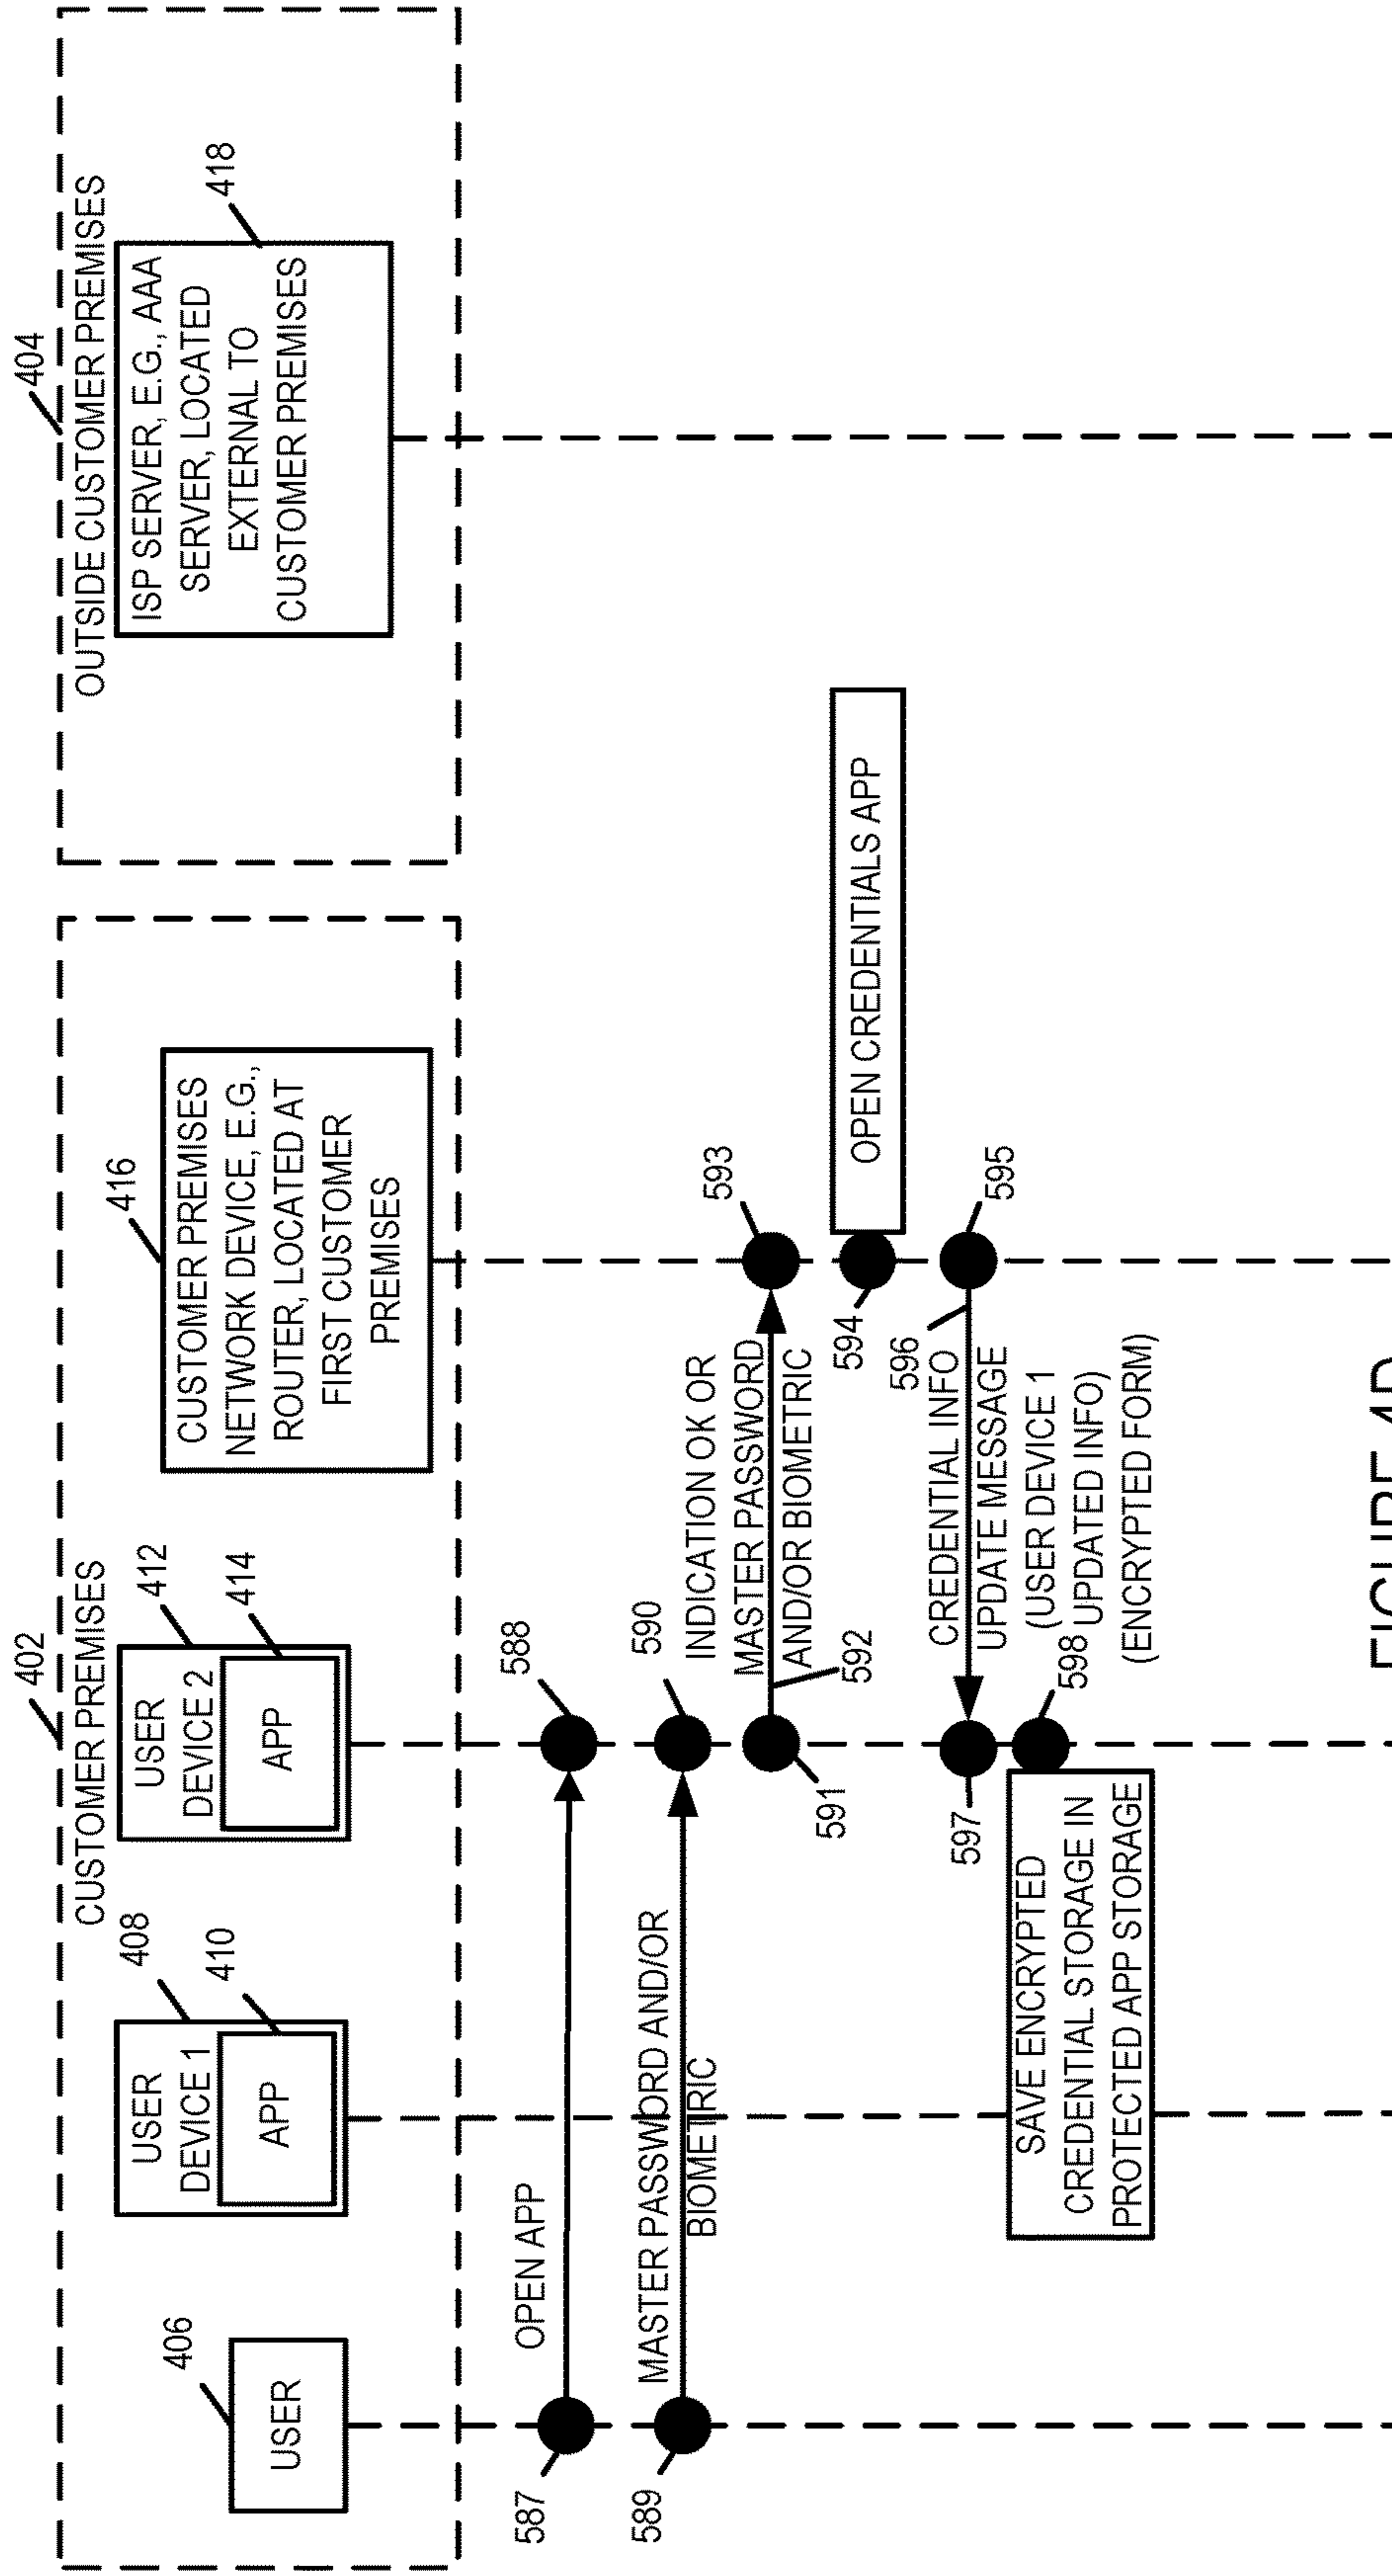 402
CUSTOMER PREMISES
404
OUTSIDE CUSTOMER PREMISES
406
USER
408
USER
DEVICE 1
410
APP
412
USER
DEVICE 2
414
APP
416
CUSTOMER PREMISES
NETWORK DEVICE, E.G.,
ROUTER, LOCATED AT
FIRST CUSTOMER
PREMISES
418
ISP SERVER, E.G., AAA
SERVER, LOCATED
EXTERNAL TO
CUSTOMER PREMISES
587
OPEN APP
588
589
MASTER PASSWORD AND/OR
BIOMETRIC
590
591
INDICATION OK OR
MASTER PASSWORD
AND/OR BIOMETRIC
592
593
594
OPEN CREDENTIALS APP
595
596
CREDENTIAL INFO
UPDATE MESSAGE
(USER DEVICE 1
UPDATED INFO)
(ENCRYPTED FORM)
597
598
SAVE ENCRYPTED
CREDENTIAL STORAGE IN
PROTECTED APP STORAGE